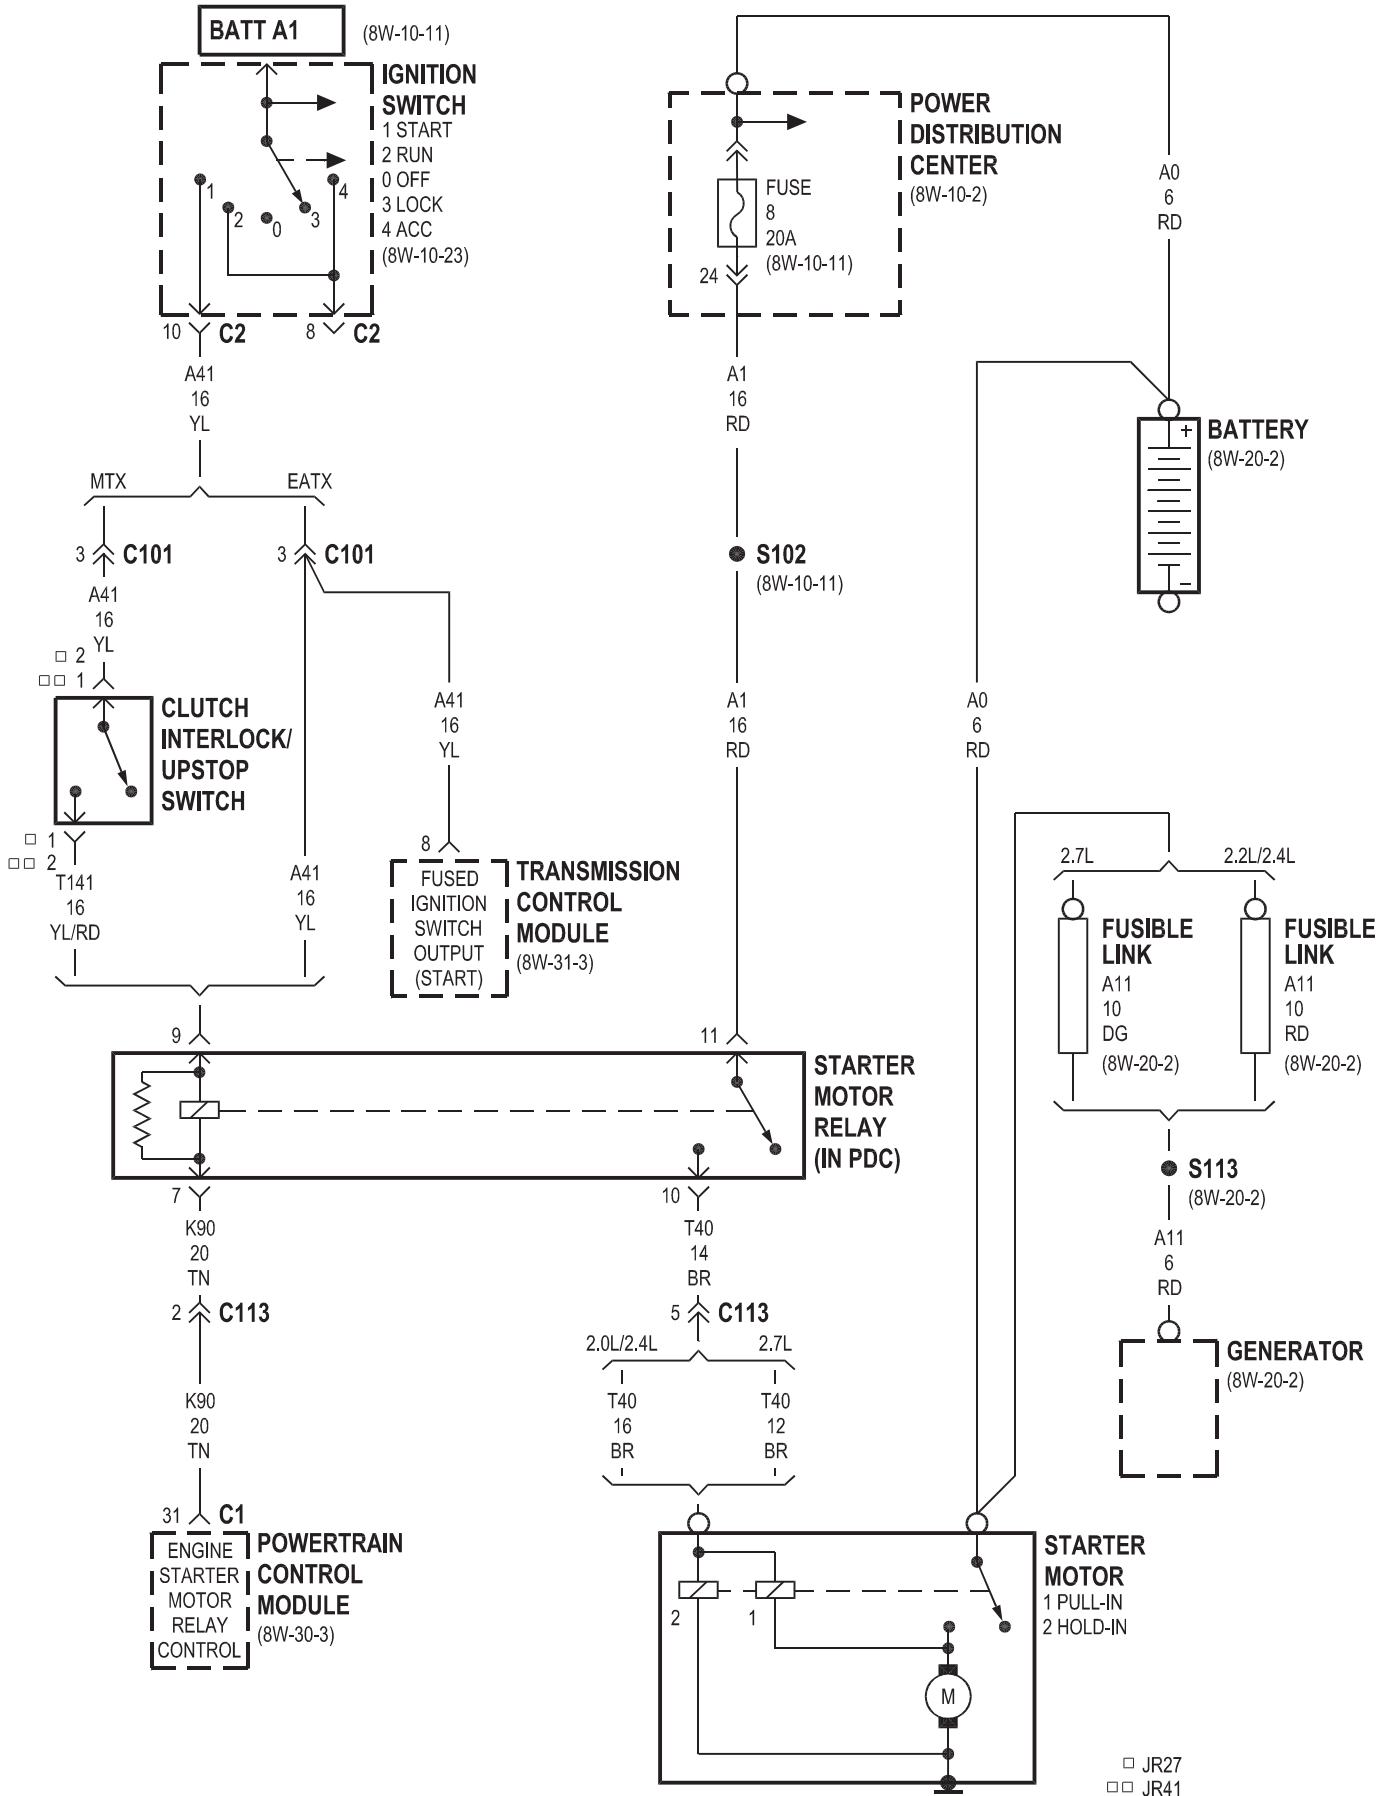 BATT A1
(8W-10-11)
IGNITION
SWITCH
1 START
2 RUN
0 OFF
3 LOCK
4 ACC
(8W-10-23)
1
2
0
3
4
10
C2
8
C2
A41
16
YL
MTX
EATX
3
C101
3
C101
A41
16
YL
□ 2
□□ 1
CLUTCH
INTERLOCK/
UPSTOP
SWITCH
□ 1
□□ 2
T141
16
YL/RD
A41
16
YL
A41
16
YL
8
FUSED
IGNITION
SWITCH
OUTPUT
(START)
TRANSMISSION
CONTROL
MODULE
(8W-31-3)
POWER
DISTRIBUTION
CENTER
(8W-10-2)
FUSE
8
20A
(8W-10-11)
24
A1
16
RD
S102
(8W-10-11)
A1
16
RD
A0
6
RD
+
-
BATTERY
(8W-20-2)
A0
6
RD
2.7L
2.2L/2.4L
FUSIBLE
LINK
A11
10
DG
(8W-20-2)
FUSIBLE
LINK
A11
10
RD
(8W-20-2)
S113
(8W-20-2)
A11
6
RD
GENERATOR
(8W-20-2)
9
11
STARTER
MOTOR
RELAY
(IN PDC)
7
10
K90
20
TN
2
C113
K90
20
TN
31
C1
ENGINE
STARTER
MOTOR
RELAY
CONTROL
POWERTRAIN
CONTROL
MODULE
(8W-30-3)
T40
14
BR
5
C113
2.0L/2.4L
2.7L
T40
16
BR
T40
12
BR
2
1
M
STARTER
MOTOR
1 PULL-IN
2 HOLD-IN
□ JR27
□□ JR41